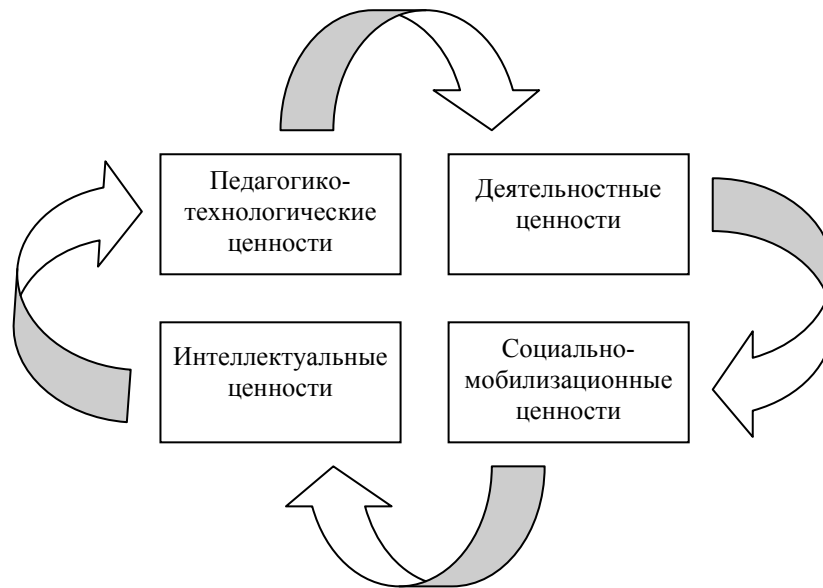 Педагогико-
технологические
ценности
Деятельностные
ценности
Интеллектуальные
ценности
Социально-
мобилизационные
ценности